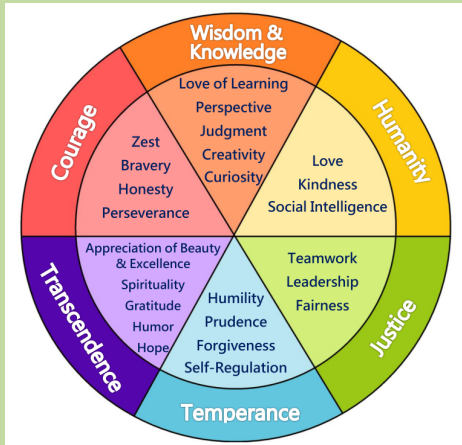 Wisdom &
Knowledge
Love of Learning
Perspective
Judgment
Creativity
Curiosity
Humanity
Love
Kindness
Social Intelligence
Justice
Teamwork
Leadership
Fairness
Temperance
Humility
Prudence
Forgiveness
Self-Regulation
Transcendence
Appreciation of Beauty
& Excellence
Spirituality
Gratitude
Humor
Hope
Courage
Zest
Bravery
Honesty
Perseverance